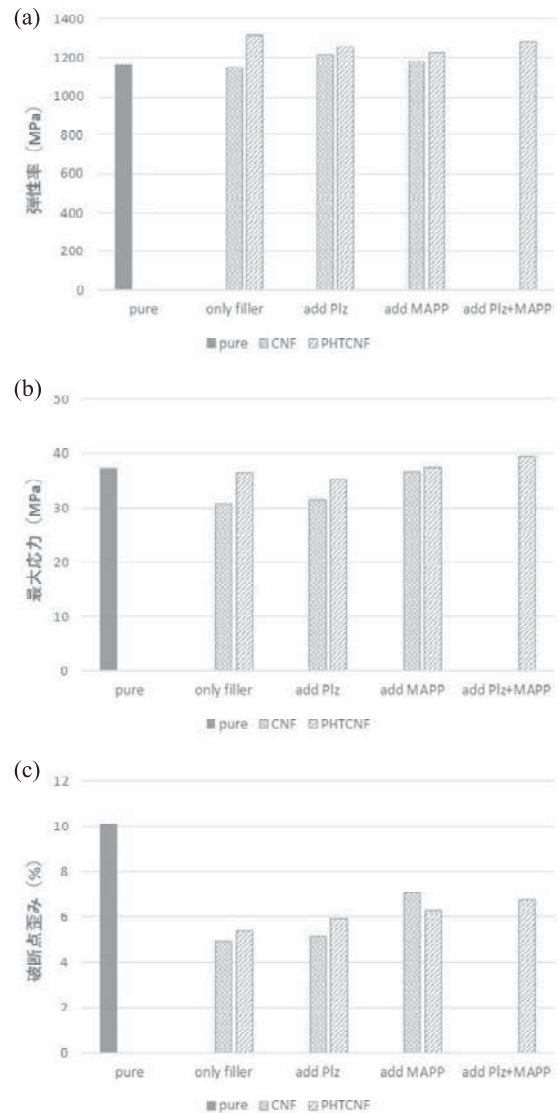 (a)
1400
1200
1000
800
600
400
200
0
弾性率 (MPa)
pure only filler add Plz add MAPP add Plz+MAPP
pure CNF PHTCNF
(b)
50
40
30
20
10
0
最大応力 (MPa)
pure only filler add Plz add MAPP add Plz+MAPP
pure CNF PHTCNF
(c)
12
10
8
6
4
2
0
破断点歪み (%)
pure only filler add Plz add MAPP add Plz+MAPP
pure CNF PHTCNF